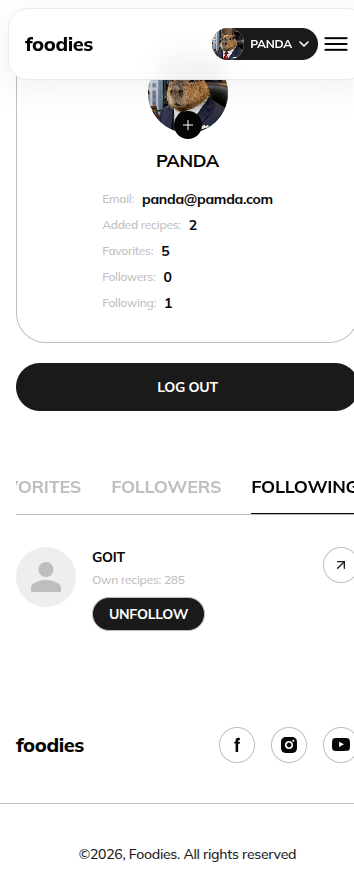 foodies
PANDA
PANDA
Email: panda@pamda.com
Added recipes: 2
Favorites: 5
Followers: 0
Following: 1
LOG OUT
VORITES FOLLOWERS FOLLOWING
GOIT
Own recipes: 285
UNFOLLOW
foodies
©2026, Foodies. All rights reserved